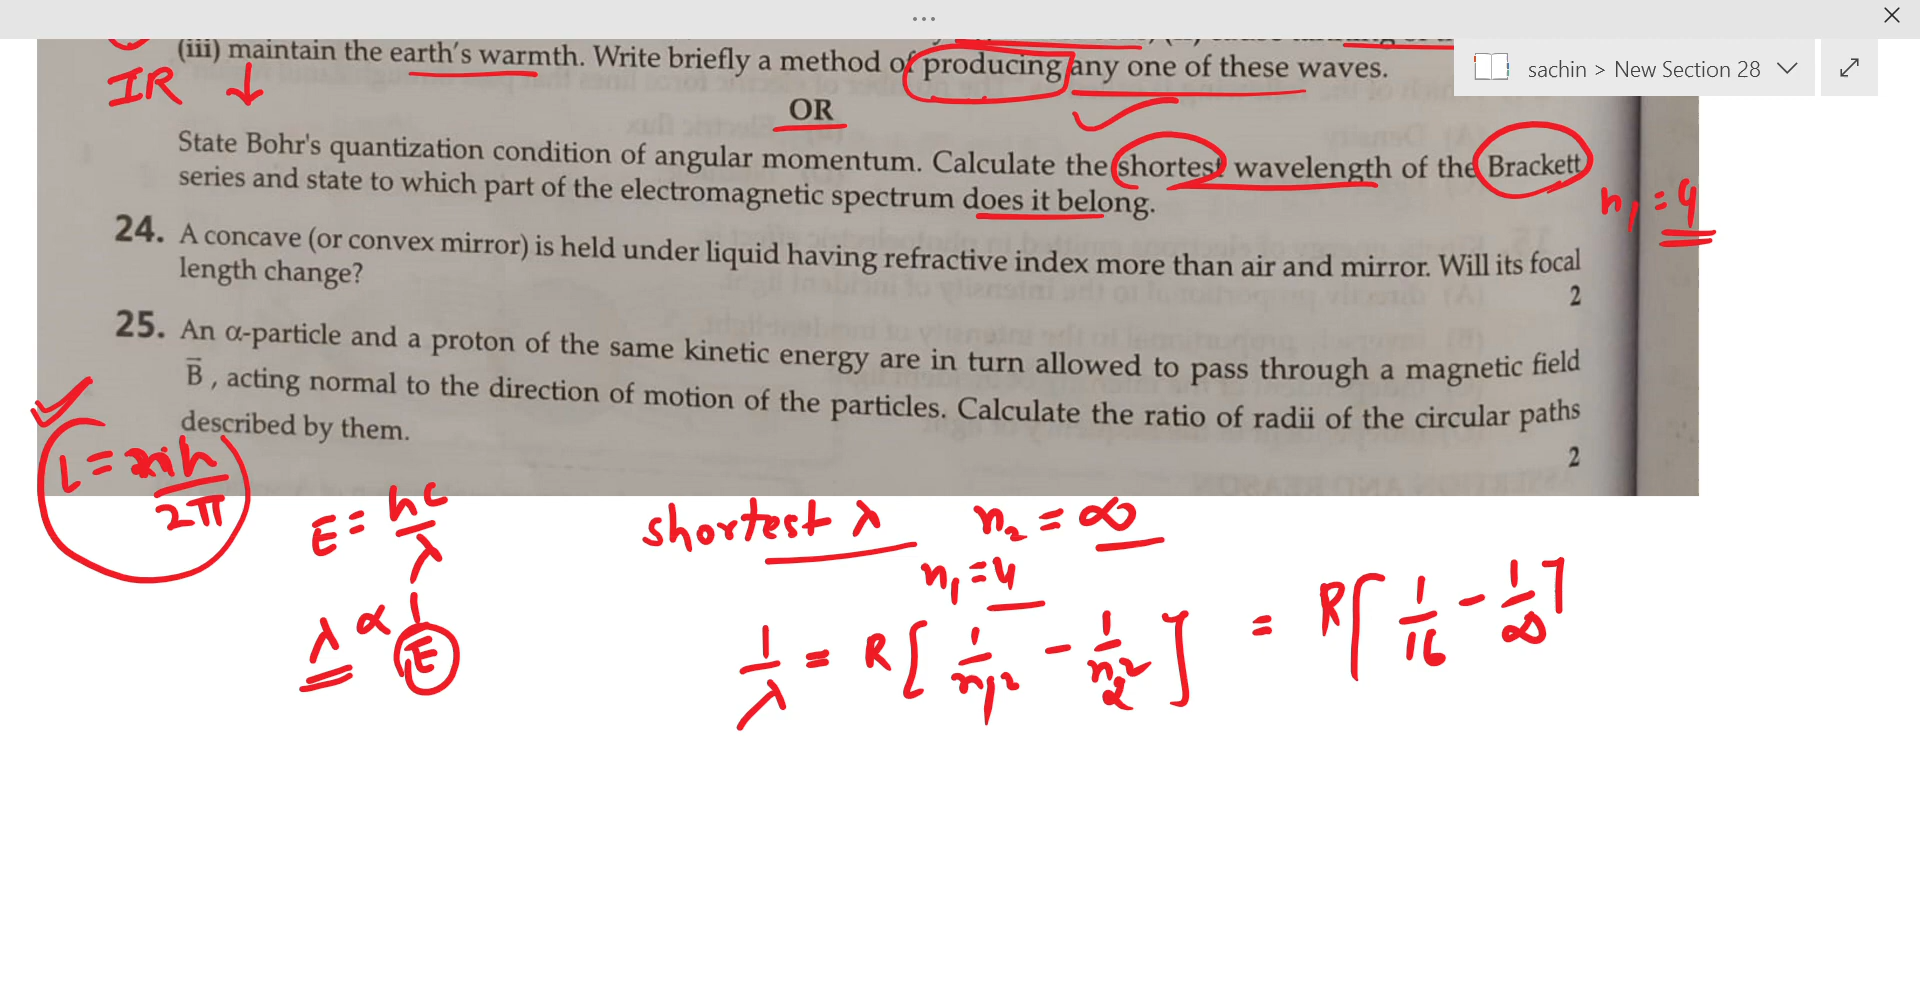 (iii) maintain the earth's warmth. Write briefly a method of producing any one of these waves.
sachin > New Section 28
IR ↓
OR
State Bohr's quantization condition of angular momentum. Calculate the shortest wavelength of the Brackett
series and state to which part of the electromagnetic spectrum does it belong.
n₁ = 4
24. A concave (or convex mirror) is held under liquid having refractive index more than air and mirror. Will its focal
length change?
2
25. An α-particle and a proton of the same kinetic energy are in turn allowed to pass through a magnetic field
B⃗ , acting normal to the direction of motion of the particles. Calculate the ratio of radii of the circular paths
described by them.
2
L = nh/2π
E = hc/λ
shortest λ n₂ = ∞
n₁ = 4
λ ∝ 1/E
1/λ = R[1/n₁² - 1/n₂²] = R[1/16 - 1/∞]